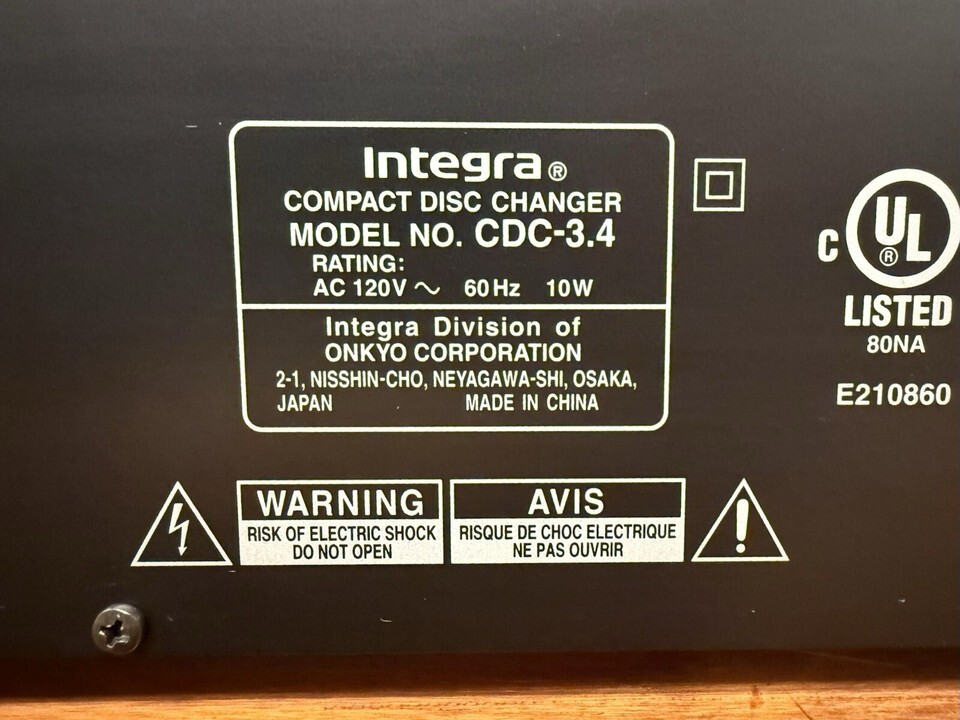 Integra®
COMPACT DISC CHANGER
MODEL NO. CDC-3.4
RATING:
AC 120V ~ 60Hz 10W
Integra Division of
ONKYO CORPORATION
2-1, NISSHIN-CHO, NEYAGAWA-SHI, OSAKA,
JAPAN MADE IN CHINA
C UL®
LISTED
80NA
E210860
WARNING
RISK OF ELECTRIC SHOCK
DO NOT OPEN
AVIS
RISQUE DE CHOC ELECTRIQUE
NE PAS OUVRIR
!